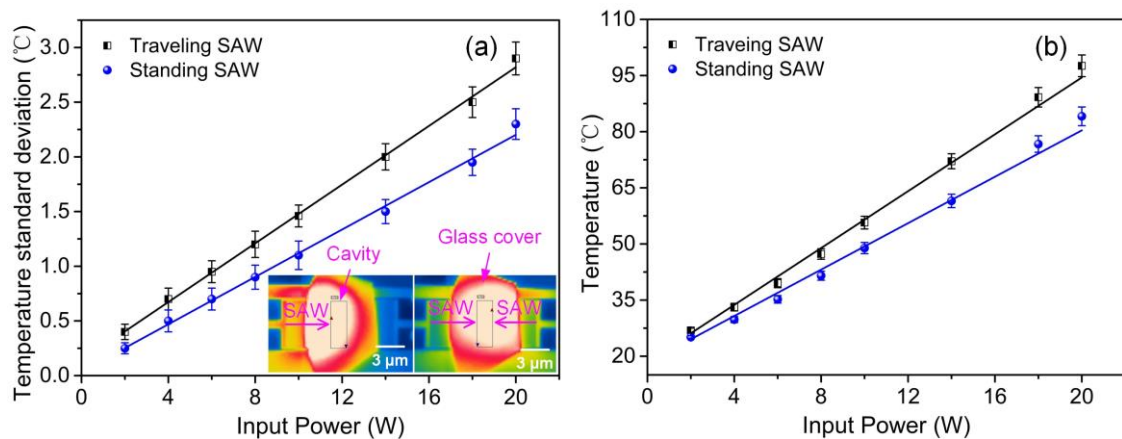 (a)
Traveling SAW
Standing SAW
Temperature standard deviation (℃)
3.0
2.5
2.0
1.5
1.0
0.5
0.0
0
4
8
12
16
20
Input Power (W)
Cavity
Glass cover
SAW
SAW
SAW
3 µm
3 µm
(b)
Traveing SAW
Standing SAW
Temperature (℃)
110
95
80
65
50
35
20
0
4
8
12
16
20
Input Power (W)